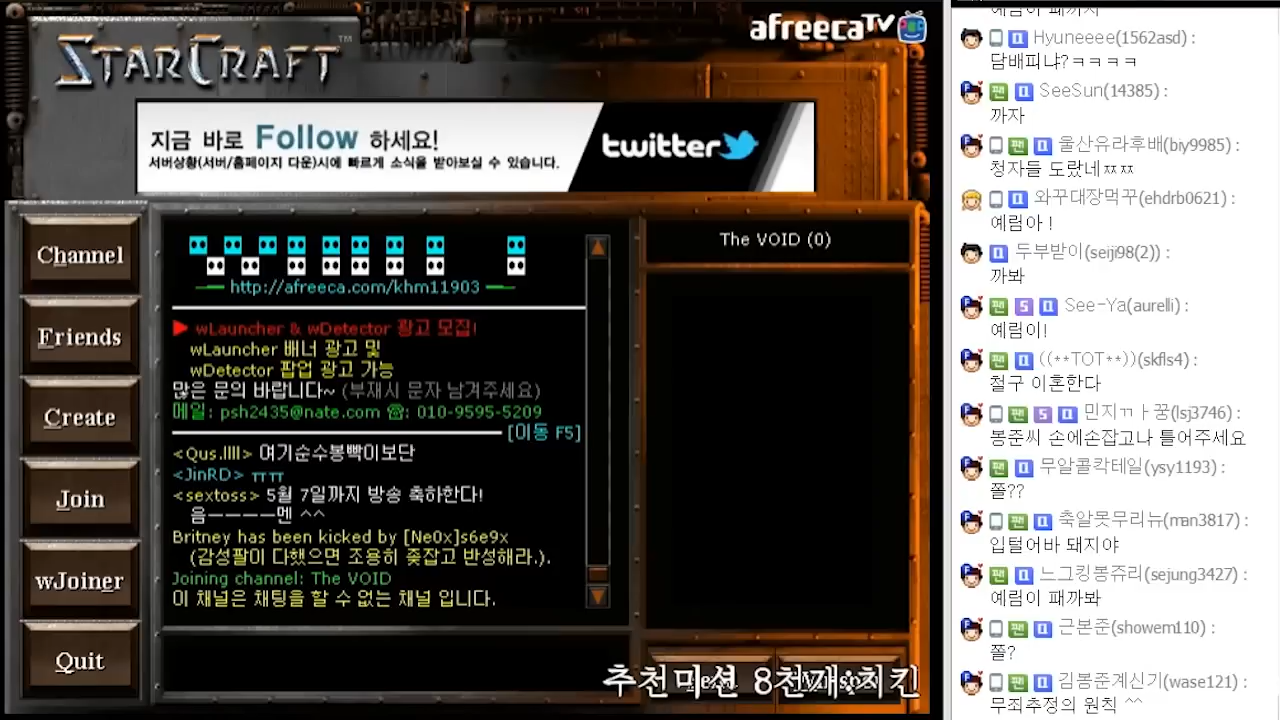 afreecaTV
STARCRAFT™
지금 바로 Follow 하세요!
서버상황(서버/홈페이지 다운)시에 빠르게 소식을 받아보실 수 있습니다.
twitter
Channel
Friends
Create
Join
wJoiner
Quit
http://afreeca.com/khm11903
▶ wLauncher & wDetector 광고 모집!
wLauncher 배너 광고 및
wDetector 팝업 광고 가능
많은 문의 바랍니다~ (부재시 문자 남겨주세요)
메일: psh2435@nate.com ☎: 010-9595-5209
[이동 F5]
<Qus.llll> 여기순수봉빡이보단
<JinRD> ㅠㅠ
<sextoss> 5월 7일까지 방송 축하한다!
음ㅡㅡㅡㅡ멘 ^^
Britney has been kicked by [Ne0x]s6e9x
(감성팔이 다했으면 조용히 좆잡고 반성해라.).
Joining channel: The VOID
이 채널은 채팅을 할 수 없는 채널 입니다.
The VOID (0)
추천미션 8천개:치킨
예림이 패까지
Hyuneeee(1562asd) :
담배피냐?ㅋㅋㅋㅋ
SeeSun(14385) :
까자
울산유라후배(biy9985) :
청자들 도랐네ㅉㅉ
와꾸대장먹꾸(ehdrb0621) :
예림아 !
두부받이(seiji98(2)) :
까봐
See-Ya(aurelli) :
예림이!
((**TOT**))(skfls4) :
철구 이혼한다
민지ㄲㅏ꿍(lsj3746) :
봉준씨 손에손잡고나 틀어주세요
무알콜칵테일(ysy1193) :
쫄??
축알못무리뉴(man3817) :
입털어바 돼지야
느그킹봉쥬리(sejung3427) :
예림이 패까봐
근본준(showem110) :
쫄?
김봉준계신기(wase121) :
무죄추정의 원칙 ^^